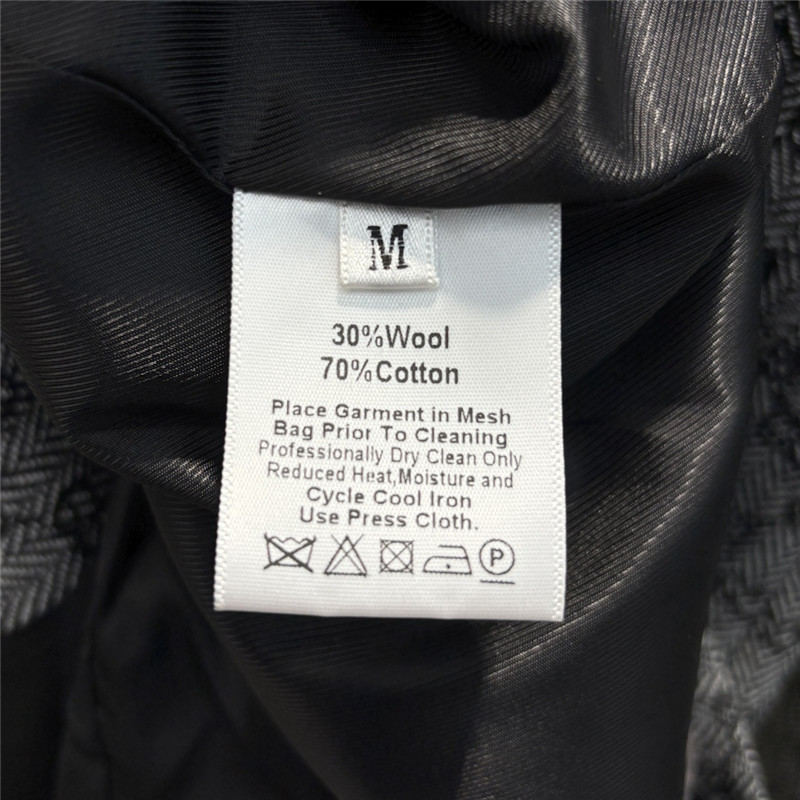 M
30%Wool
70%Cotton
Place Garment in Mesh
Bag Prior To Cleaning
Professionally Dry Clean Only
Reduced Heat,Moisture and
Cycle Cool Iron
Use Press Cloth.
P